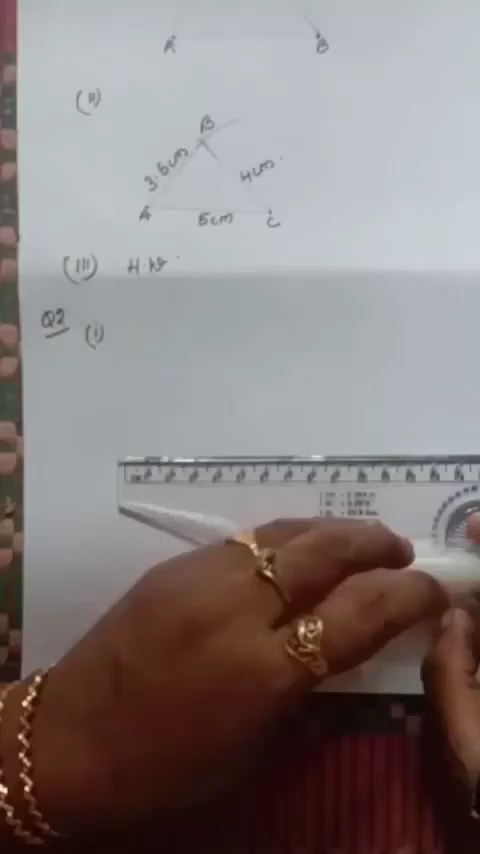 A B
(II)
B
3.6cm 4cm.
A 5cm C
(III) H.W.
Q2 (i)